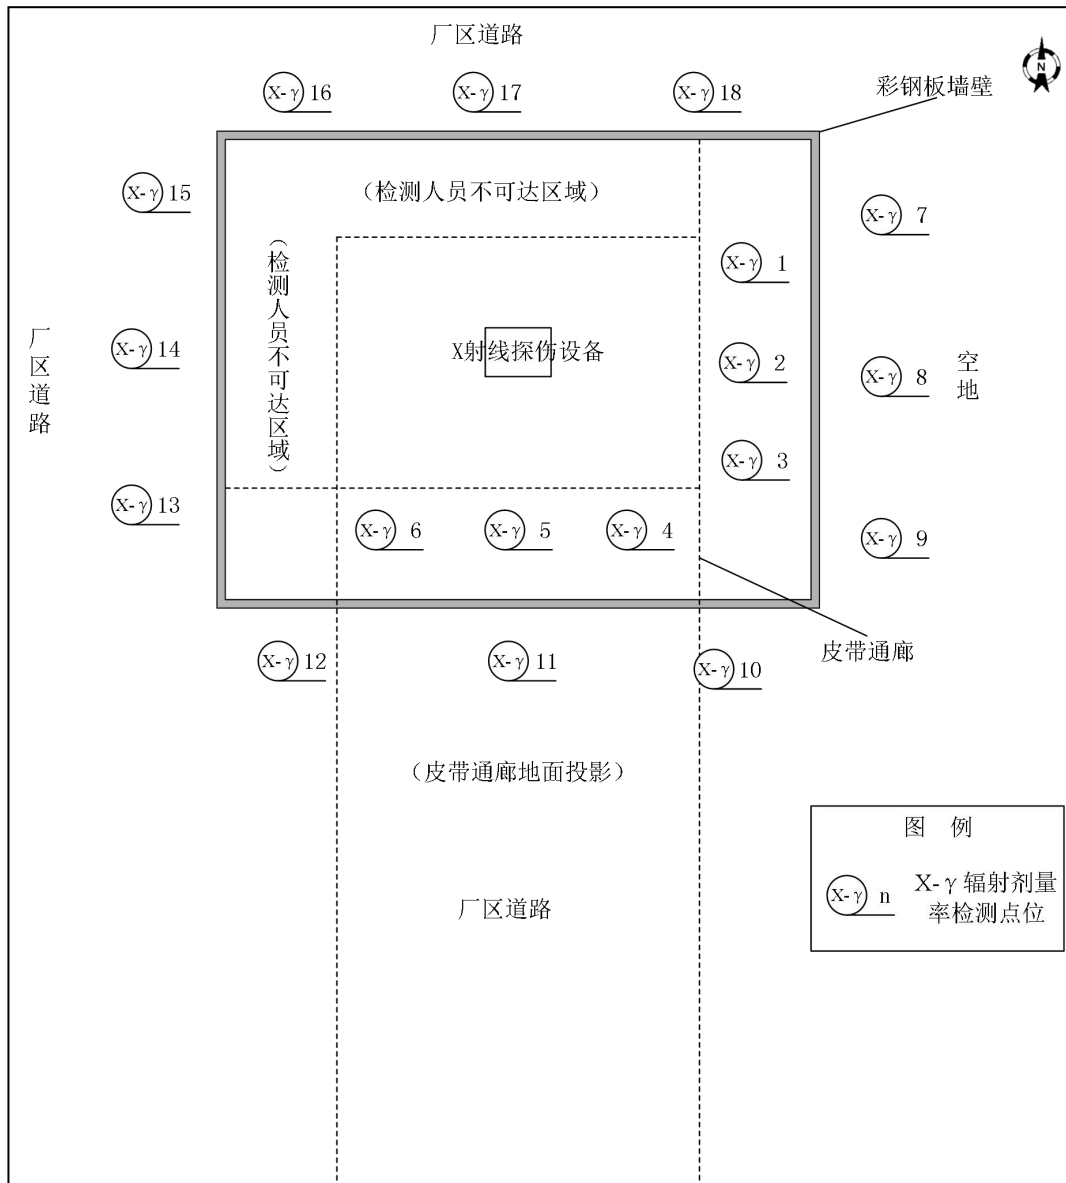 厂区道路
N
X-γ 16
X-γ 17
X-γ 18
彩钢板墙壁
X-γ 15
（检测人员不可达区域）
X-γ 7
（检测人员不可达区域）
X-γ 1
厂区道路
X-γ 14
X射线探伤设备
X-γ 2
X-γ 8
空地
X-γ 3
X-γ 13
X-γ 6
X-γ 5
X-γ 4
X-γ 9
皮带通廊
X-γ 12
X-γ 11
X-γ 10
（皮带通廊地面投影）
图 例
X-γ n
X-γ辐射剂量
率检测点位
厂区道路